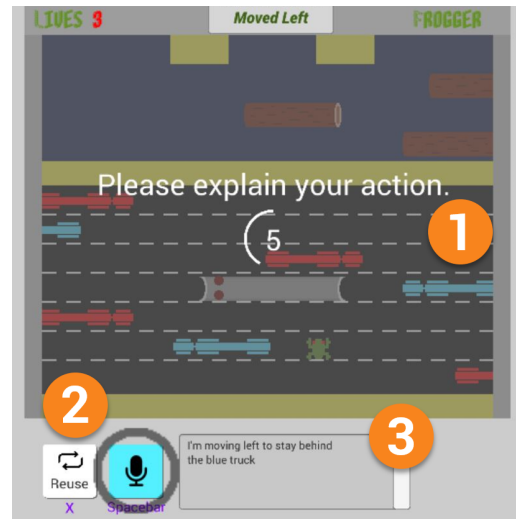 LIVES 3 Moved Left FROGGER
Please explain your action.
5
1
2
3
I'm moving left to stay behind
the blue truck
Reuse
X Spacebar